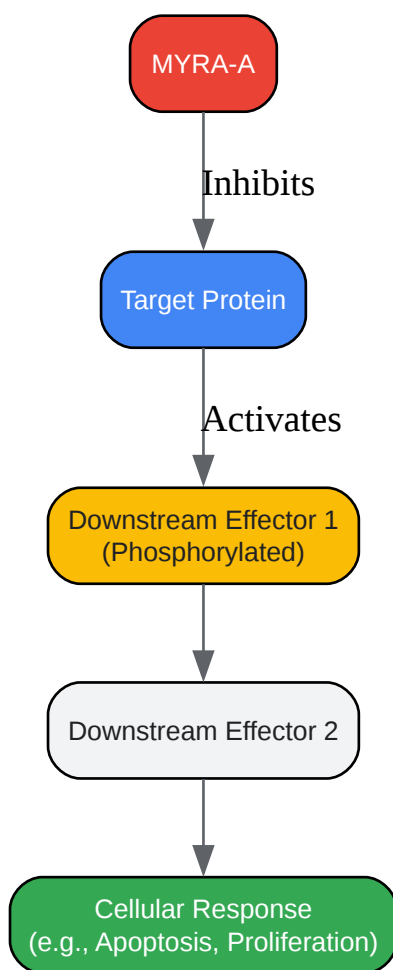 MYRA-A
Inhibits
Target Protein
Activates
Downstream Effector 1
(Phosphorylated)
Downstream Effector 2
Cellular Response
(e.g., Apoptosis, Proliferation)